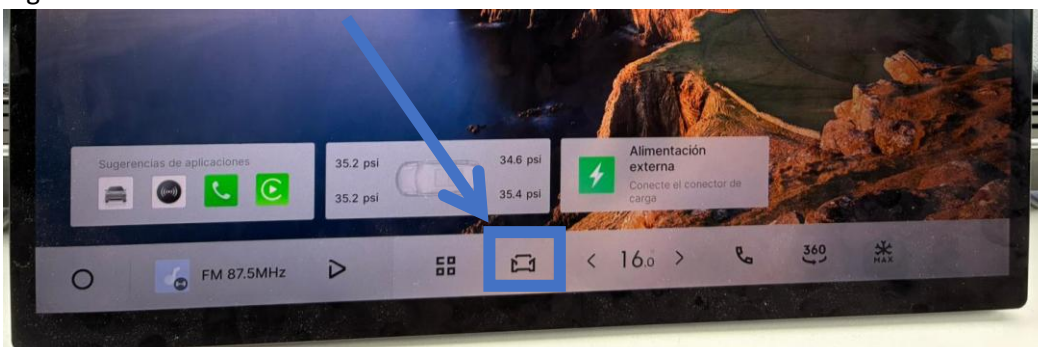 Sugerencias de aplicaciones
35.2 psi
34.6 psi
35.2 psi
35.4 psi
Alimentación
externa
Conecte el conector de
carga
FM 87.5MHz
16.0
360
MAX